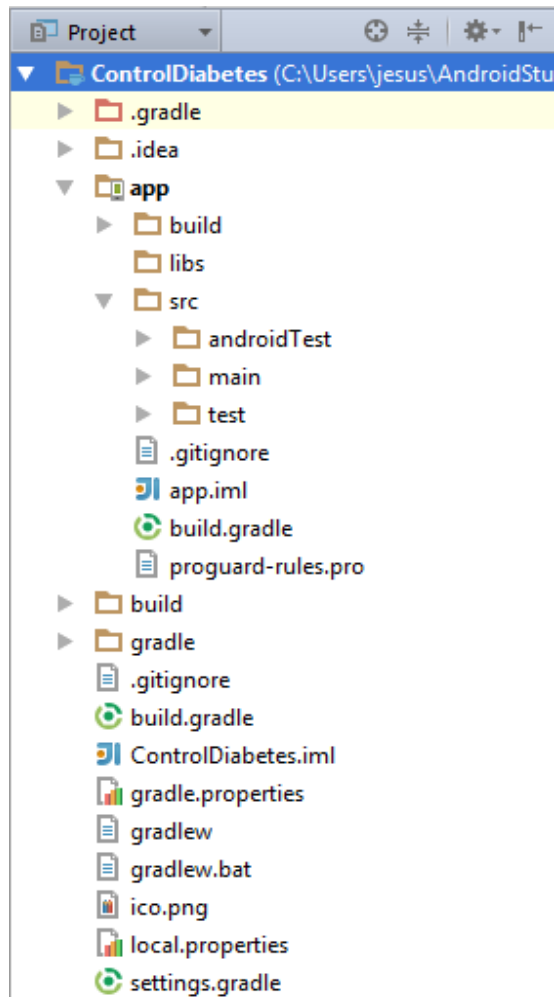 Project
ControlDiabetes (C:\Users\jesus\AndroidStu
.gradle
.idea
app
build
libs
src
androidTest
main
test
.gitignore
app.iml
build.gradle
proguard-rules.pro
build
gradle
.gitignore
build.gradle
ControlDiabetes.iml
gradle.properties
gradlew
gradlew.bat
ico.png
local.properties
settings.gradle